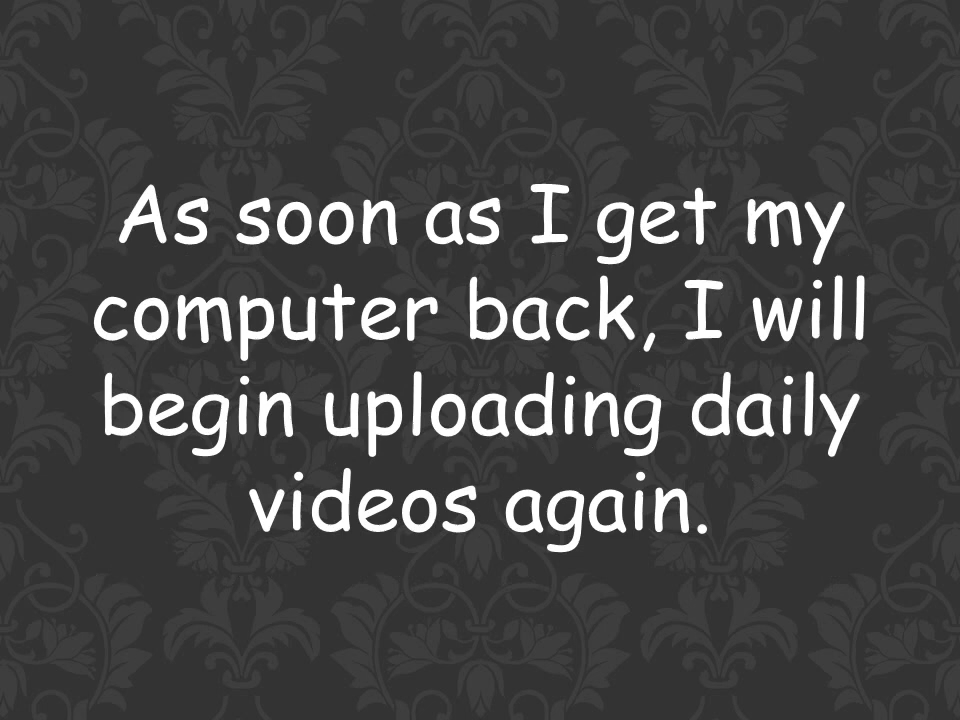 As soon as I get my
computer back, I will
begin uploading daily
videos again.